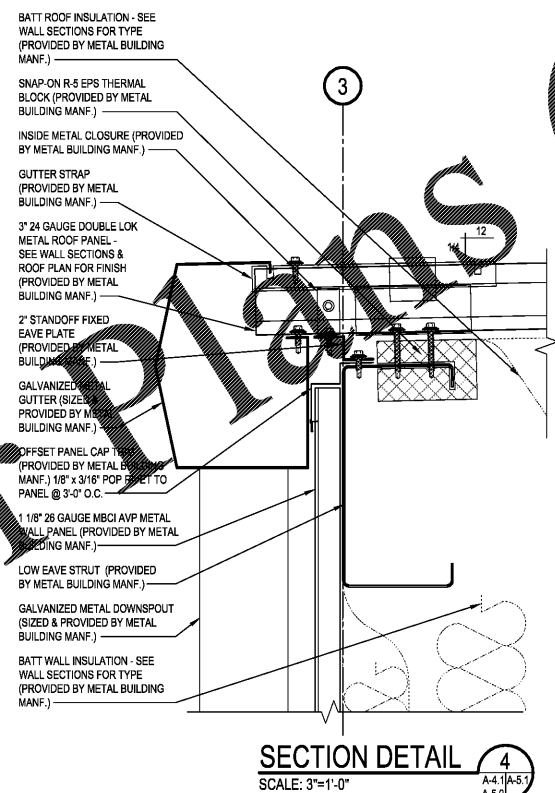 BATT ROOF INSULATION - SEE
WALL SECTIONS FOR TYPE
(PROVIDED BY METAL BUILDING
MANF.)
SNAP-ON R-5 EPS THERMAL
BLOCK (PROVIDED BY METAL
BUILDING MANF.)
INSIDE METAL CLOSURE (PROVIDED
BY METAL BUILDING MANF.)
GUTTER STRAP
(PROVIDED BY METAL
BUILDING MANF.)
3" 24 GAUGE DOUBLE LOK
METAL ROOF PANEL -
SEE WALL SECTIONS &
ROOF PLAN FOR FINISH
(PROVIDED BY METAL
BUILDING MANF.)
2" STANDOFF FIXED
EAVE PLATE
(PROVIDED BY METAL
BUILDING MANF.)
GALVANIZED METAL
GUTTER (SIZED &
PROVIDED BY METAL
BUILDING MANF.)
OFFSET PANEL CAP TRIM
(PROVIDED BY METAL BUILDING
MANF.) 1/8" x 3/16" POP RIVET TO
PANEL @ 3'-0" O.C.
1 1/8" 26 GAUGE MBCI AVP METAL
WALL PANEL (PROVIDED BY METAL
BUILDING MANF.)
LOW EAVE STRUT (PROVIDED
BY METAL BUILDING MANF.)
GALVANIZED METAL DOWNSPOUT
(SIZED & PROVIDED BY METAL
BUILDING MANF.)
BATT WALL INSULATION - SEE
WALL SECTIONS FOR TYPE
(PROVIDED BY METAL BUILDING
MANF.)
3
12
i Plans
SECTION DETAIL
SCALE: 3"=1'-0"
4
A-4.1 A-5.1
A-5.0